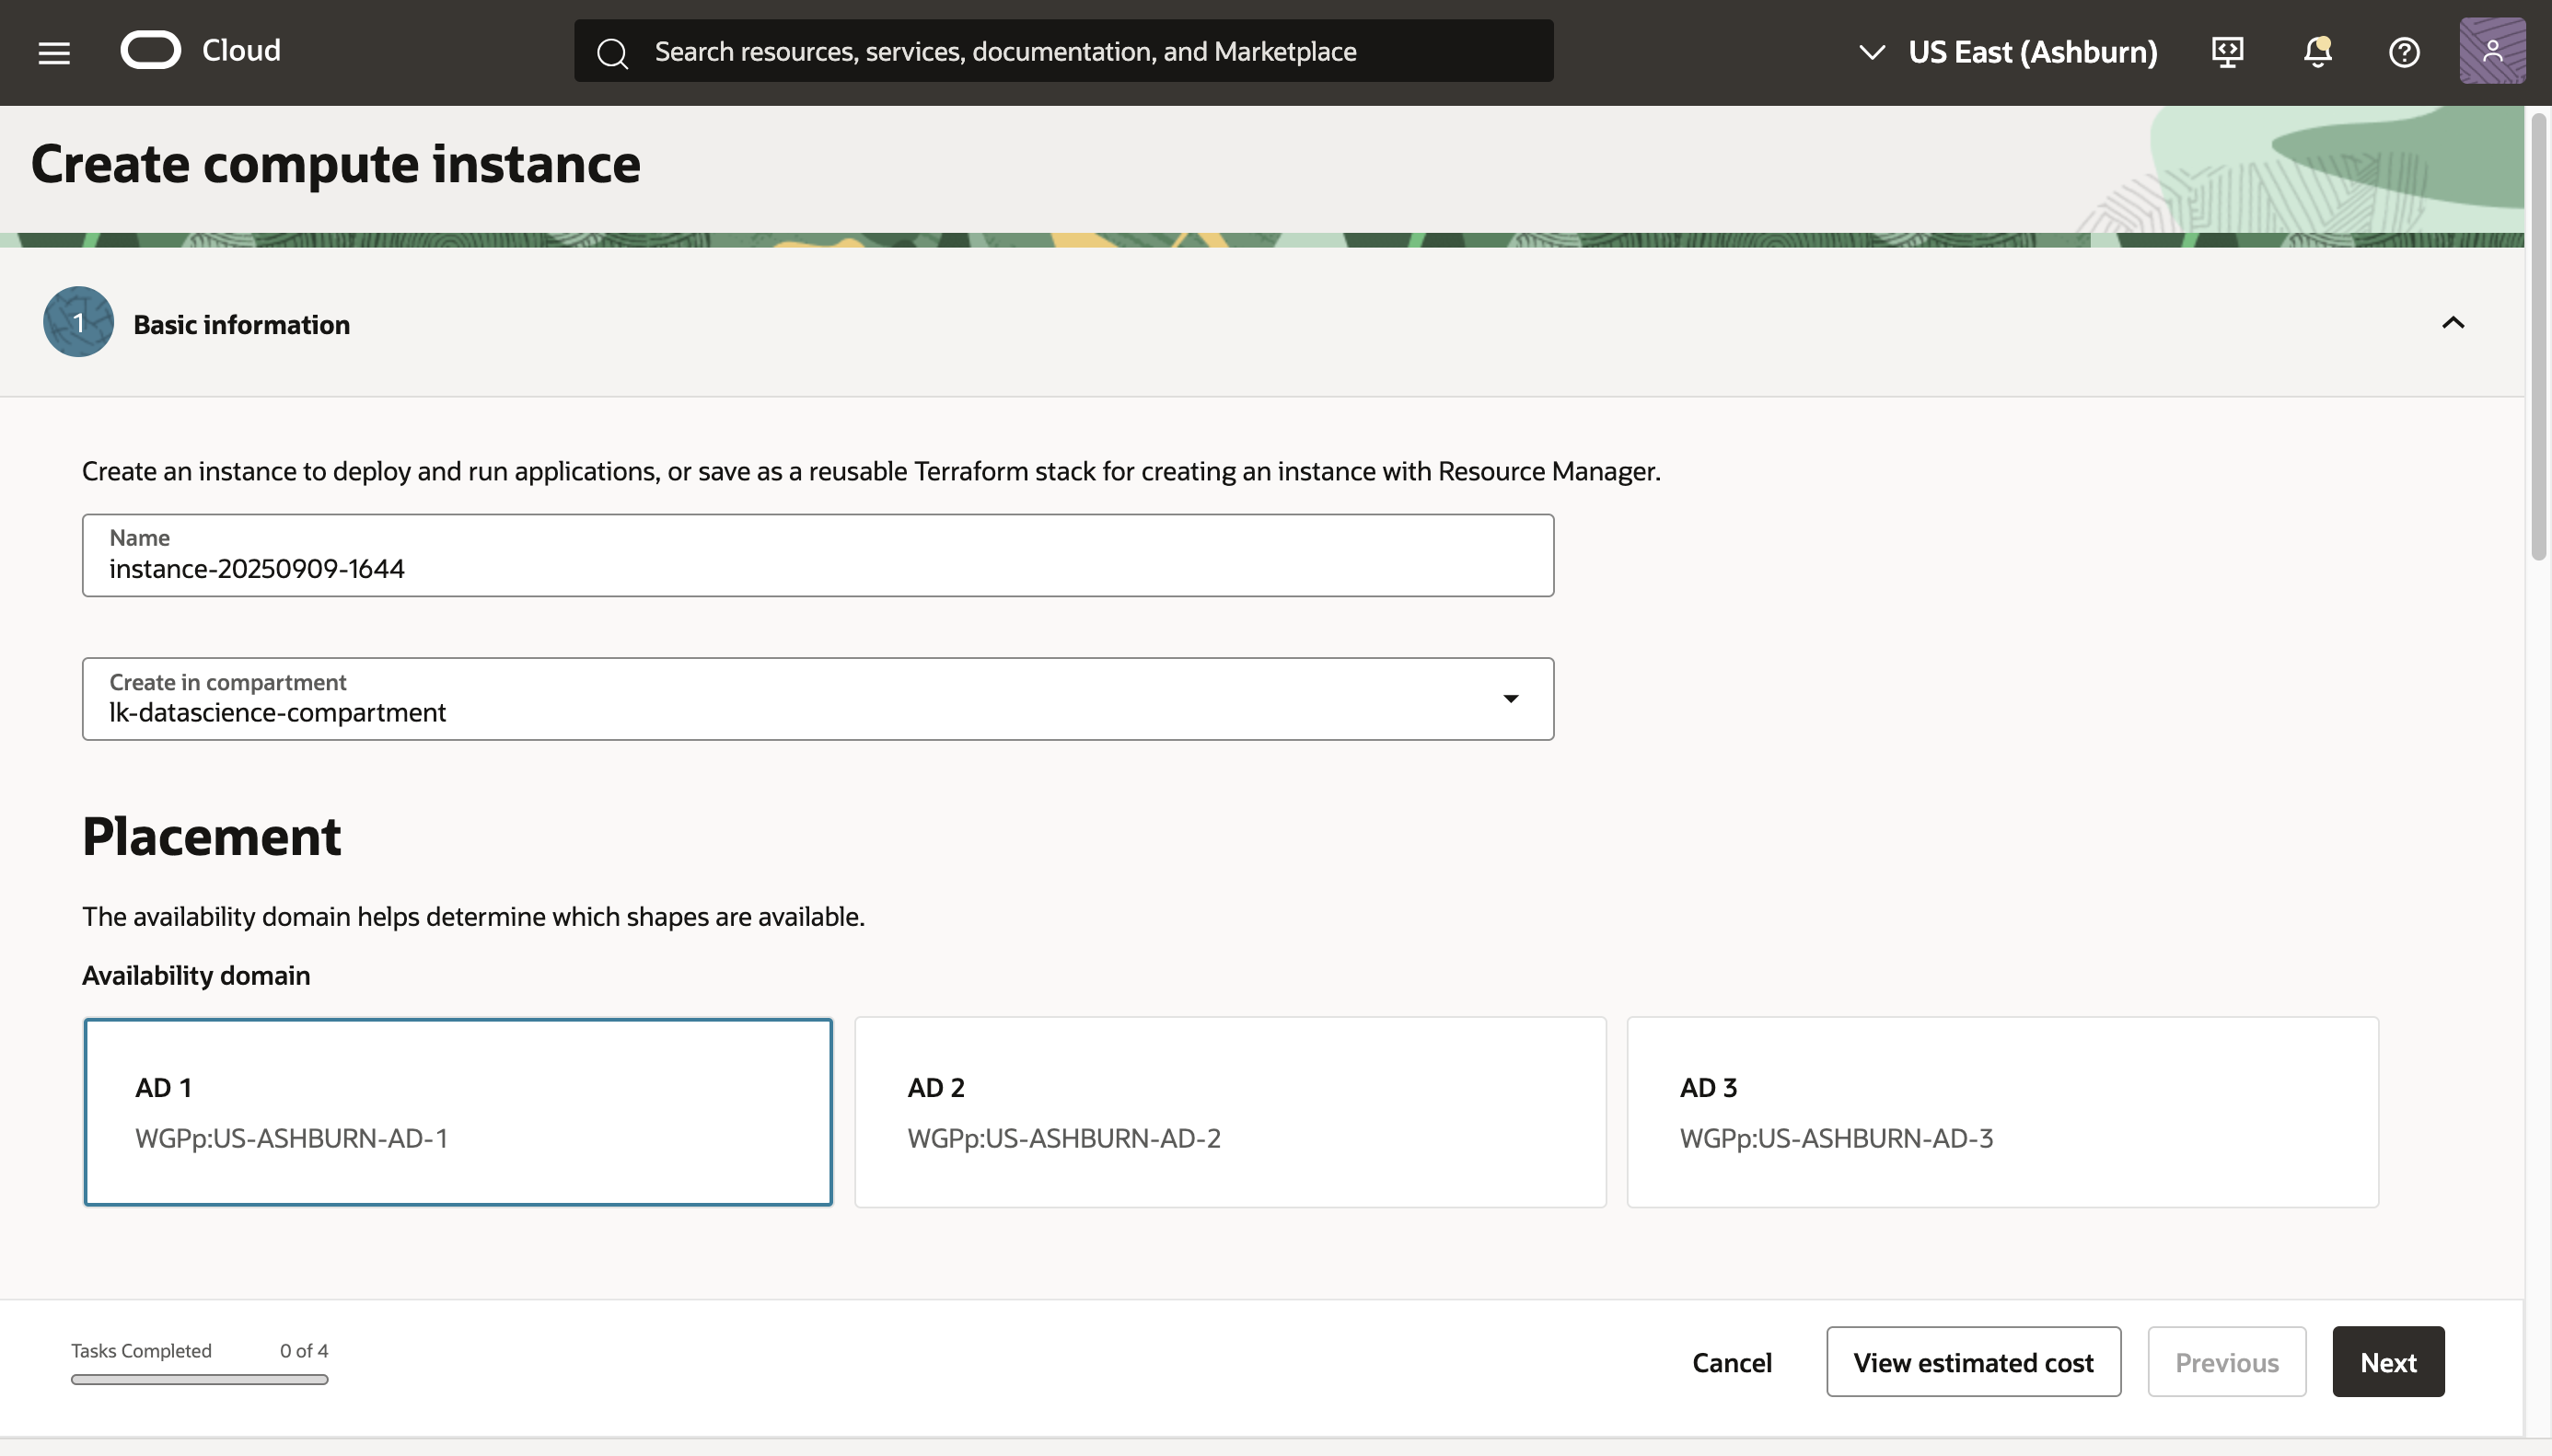 Cloud
Search resources, services, documentation, and Marketplace
US East (Ashburn)
Create compute instance
1
Basic information
Create an instance to deploy and run applications, or save as a reusable Terraform stack for creating an instance with Resource Manager.
Name
instance-20250909-1644
Create in compartment
lk-datascience-compartment
Placement
The availability domain helps determine which shapes are available.
Availability domain
AD 1
WGPp:US-ASHBURN-AD-1
AD 2
WGPp:US-ASHBURN-AD-2
AD 3
WGPp:US-ASHBURN-AD-3
Tasks Completed 0 of 4
Cancel
View estimated cost
Previous
Next